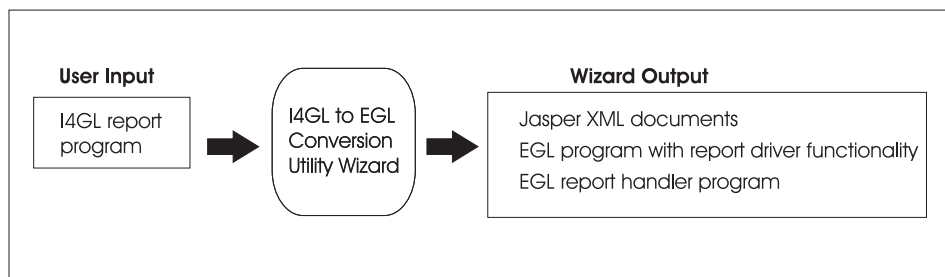 User Input
I4GL report
program
I4GL to EGL
Conversion
Utility Wizard
Wizard Output
Jasper XML documents
EGL program with report driver functionality
EGL report handler program